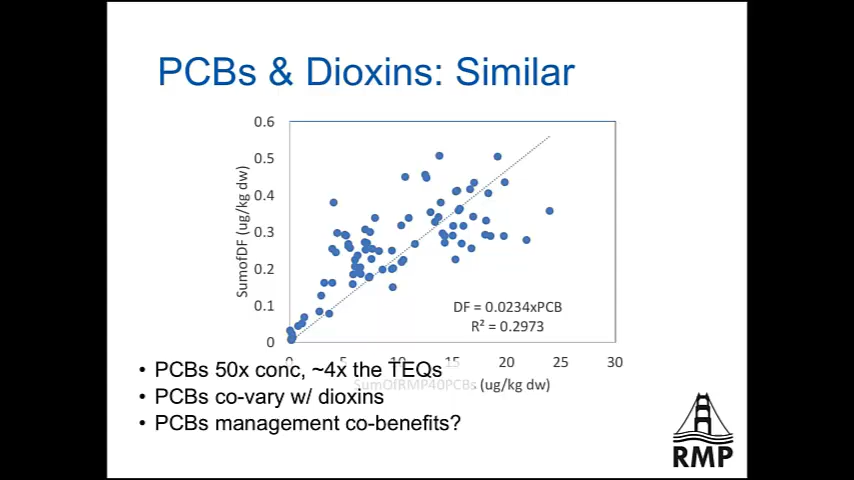 PCBs & Dioxins: Similar
0.6
0.5
0.4
0.3
0.2
0.1
0
SumofDF (ug/kg dw)
DF = 0.0234xPCB
R² = 0.2973
0 5 10 15 20 25 30
SumOfRMP40PCBs (ug/kg dw)
• PCBs 50x conc, ~4x the TEQs
• PCBs co-vary w/ dioxins
• PCBs management co-benefits?
RMP